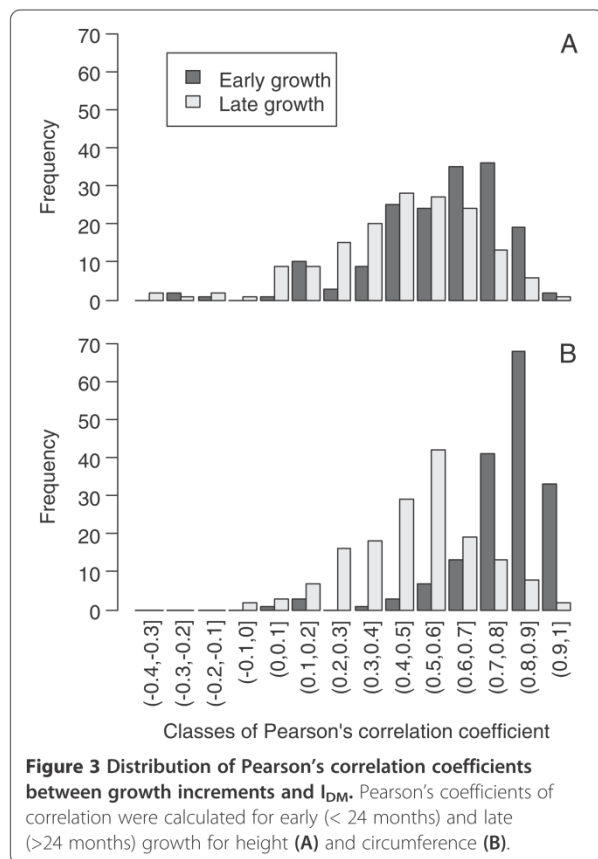 A
70
60
50
40
30
20
10
0
Frequency
Early growth
Late growth
B
70
60
50
40
30
20
10
0
Frequency
(-0.4,-0.3]
(-0.3,-0.2]
(-0.2,-0.1]
(-0.1,0]
(0,0.1]
(0.1,0.2]
(0.2,0.3]
(0.3,0.4]
(0.4,0.5]
(0.5,0.6]
(0.6,0.7]
(0.7,0.8]
(0.8,0.9]
(0.9,1]
Classes of Pearson's correlation coefficient
Figure 3 Distribution of Pearson's correlation coefficients
between growth increments and I_DM. Pearson's coefficients of
correlation were calculated for early (< 24 months) and late
(>24 months) growth for height (A) and circumference (B).